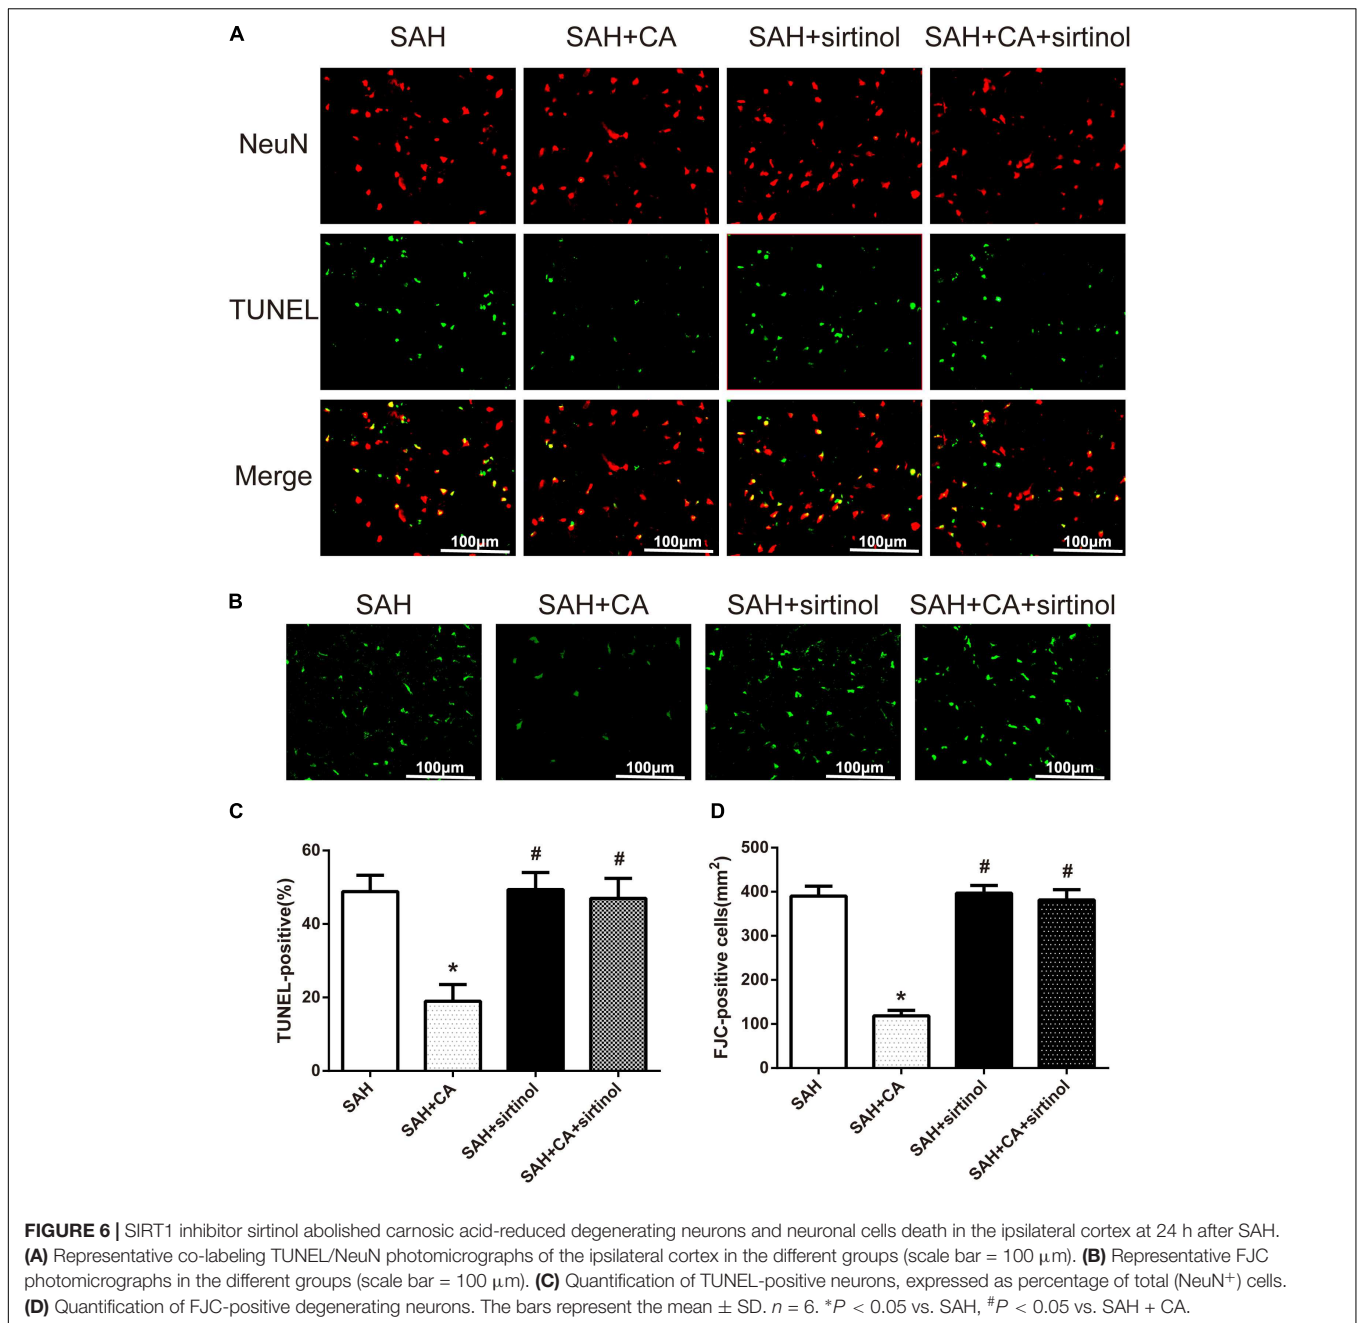 A
SAH SAH+CA SAH+sirtinol SAH+CA+sirtinol
NeuN
TUNEL
Merge
100µm 100µm 100µm 100µm
B
SAH SAH+CA SAH+sirtinol SAH+CA+sirtinol
100µm 100µm 100µm 100µm
C
TUNEL-positive(%)
60
40
20
0
* # #
SAH
SAH+CA
SAH+sirtinol
SAH+CA+sirtinol
D
FJC-positive cells(mm²)
500
400
300
200
100
0
* # #
SAH
SAH+CA
SAH+sirtinol
SAH+CA+sirtinol
FIGURE 6 | SIRT1 inhibitor sirtinol abolished carnosic acid-reduced degenerating neurons and neuronal cells death in the ipsilateral cortex at 24 h after SAH.
(A) Representative co-labeling TUNEL/NeuN photomicrographs of the ipsilateral cortex in the different groups (scale bar = 100 µm). (B) Representative FJC
photomicrographs in the different groups (scale bar = 100 µm). (C) Quantification of TUNEL-positive neurons, expressed as percentage of total (NeuN⁺) cells.
(D) Quantification of FJC-positive degenerating neurons. The bars represent the mean ± SD. n = 6. *P < 0.05 vs. SAH, #P < 0.05 vs. SAH + CA.